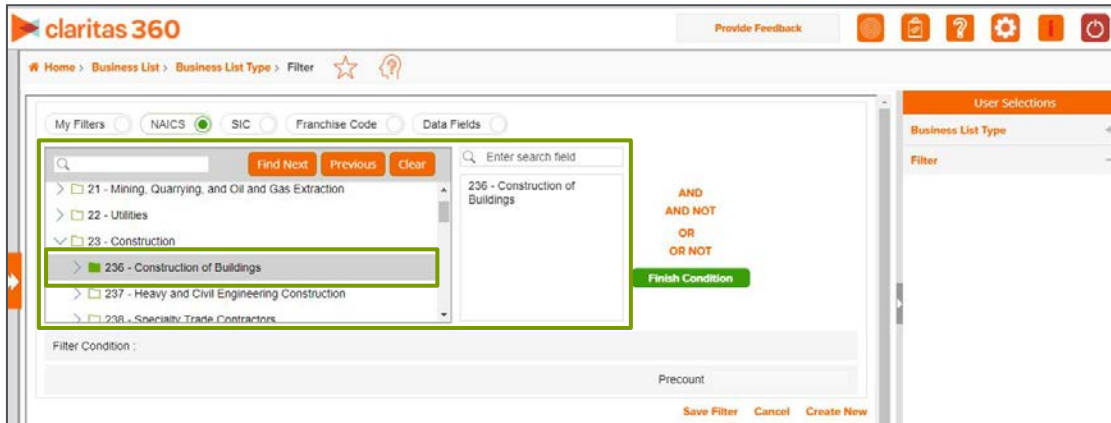 claritas 360
Provide Feedback
Home > Business List > Business List Type > Filter
User Selections
My Filters NAICS SIC Franchise Code Data Fields
Business List Type
Filter
Find Next Previous Clear
Enter search field
21 - Mining, Quarrying, and Oil and Gas Extraction
22 - Utilities
23 - Construction
236 - Construction of Buildings
237 - Heavy and Civil Engineering Construction
238 - Specialty Trade Contractors
236 - Construction of
Buildings
AND
AND NOT
OR
OR NOT
Finish Condition
Filter Condition :
Precount
Save Filter Cancel Create New